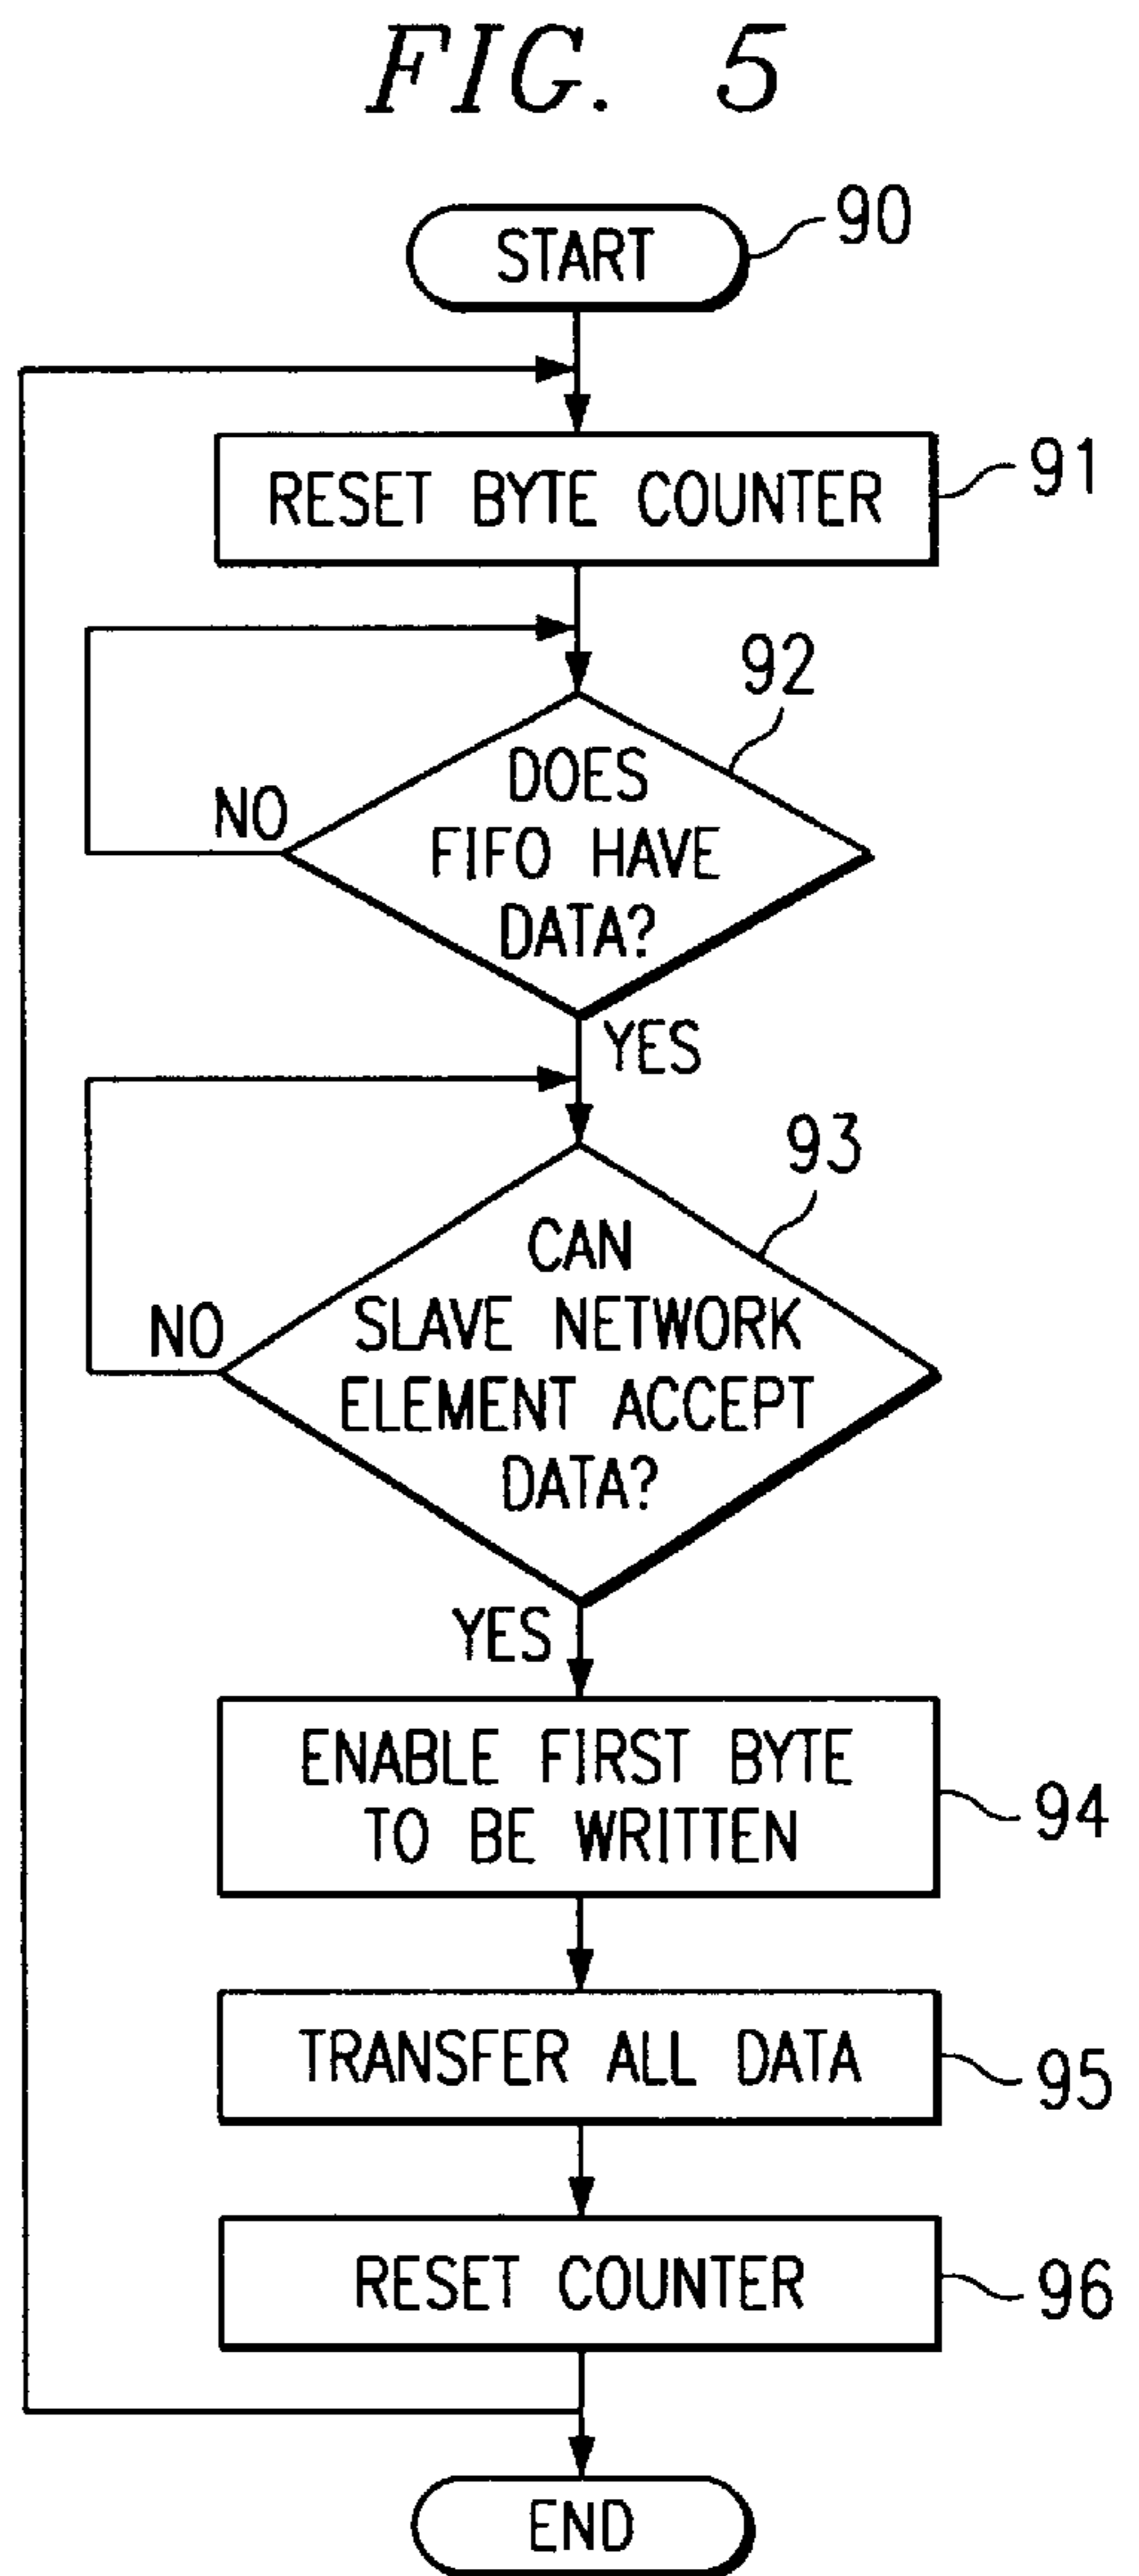 FIG. 5
START
90
RESET BYTE COUNTER
91
92
DOES
FIFO HAVE
DATA?
NO
YES
93
CAN
SLAVE NETWORK
ELEMENT ACCEPT
DATA?
NO
YES
ENABLE FIRST BYTE
TO BE WRITTEN
94
TRANSFER ALL DATA
95
RESET COUNTER
96
END